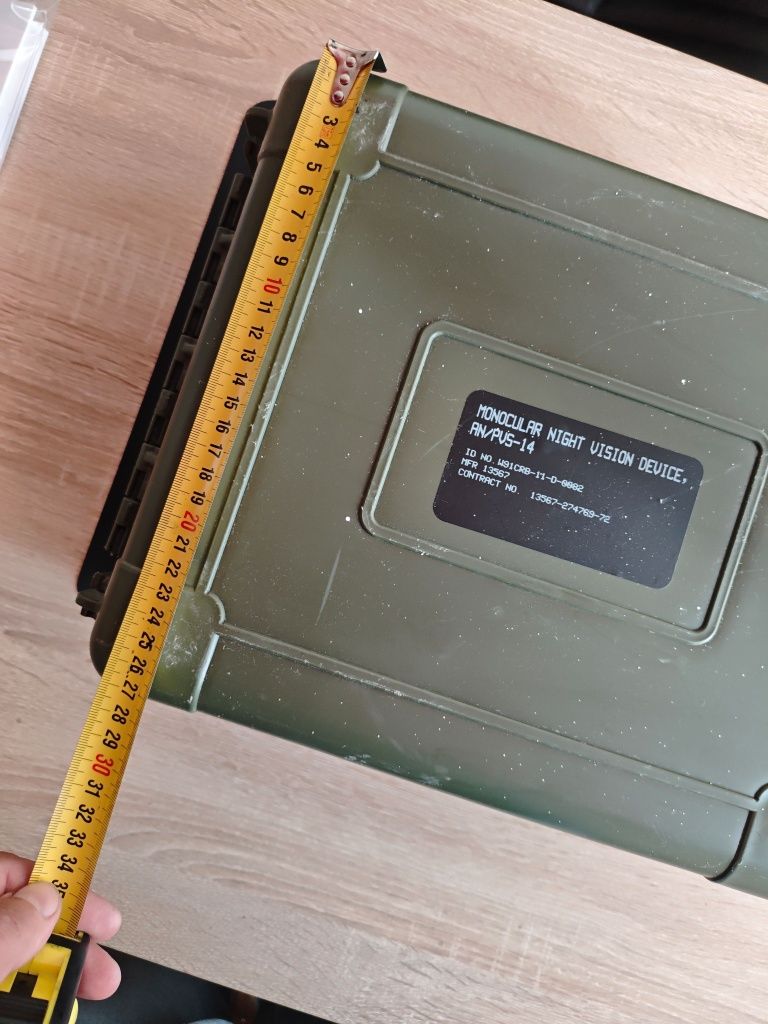 3 4 5 6 7 8 9 10 11 12 13 14 15 16 17 18 19 20 21 22 23 24 25 26 27 28 29 30 31 32 33 34 35
MONOCULAR NIGHT VISION DEVICE,
AN/PVS-14
ID NO. W91CRB-11-D-0082
MFR 13567
CONTRACT NO. 13567-274769-72